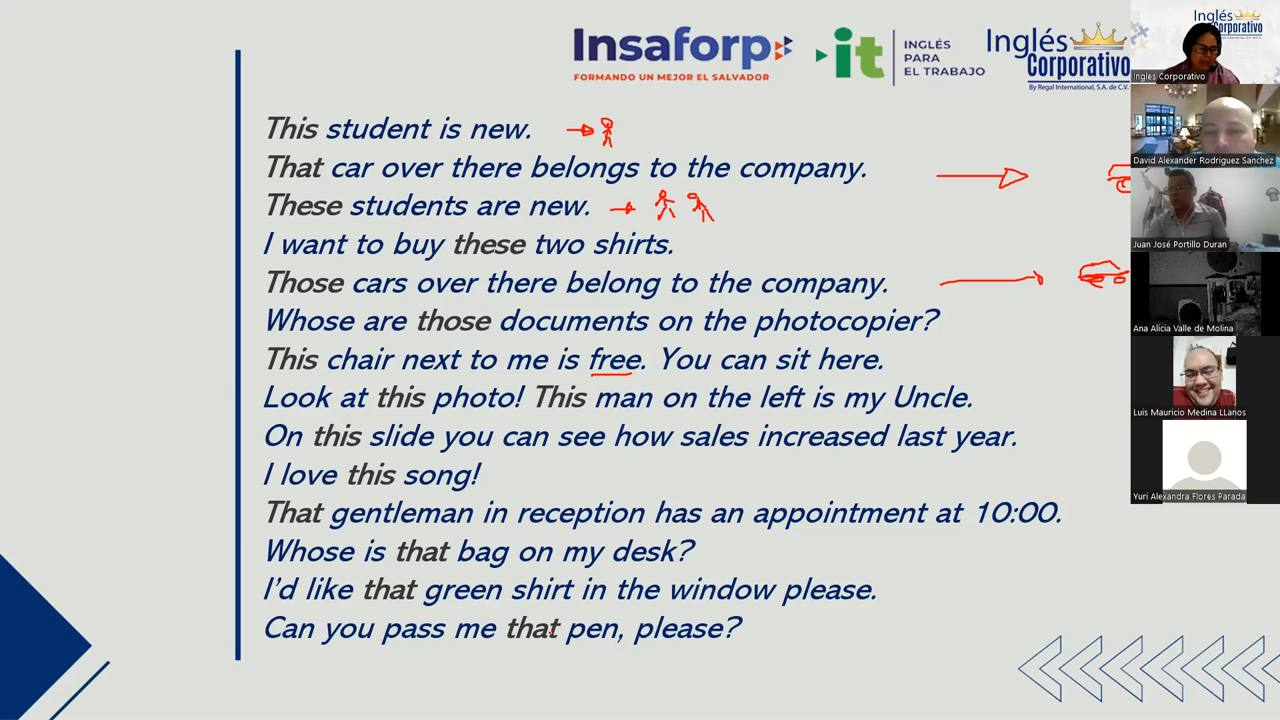 Insaforp
FORMANDO UN MEJOR EL SALVADOR
it
INGLÉS
PARA
EL TRABAJO
Inglés
Corporativo
By Regal International, S.A. de C.V.
This student is new.
That car over there belongs to the company.
These students are new.
I want to buy these two shirts.
Those cars over there belong to the company.
Whose are those documents on the photocopier?
This chair next to me is free. You can sit here.
Look at this photo! This man on the left is my Uncle.
On this slide you can see how sales increased last year.
I love this song!
That gentleman in reception has an appointment at 10:00.
Whose is that bag on my desk?
I'd like that green shirt in the window please.
Can you pass me that pen, please?
Inglés
Corporativo
Ingles Corporativo
David Alexander Rodriguez Sanchez
Juan José Portillo Duran
Ana Alicia Valle de Molina
Luis Mauricio Medina LLanos
Yuri Alexandra Flores Parada